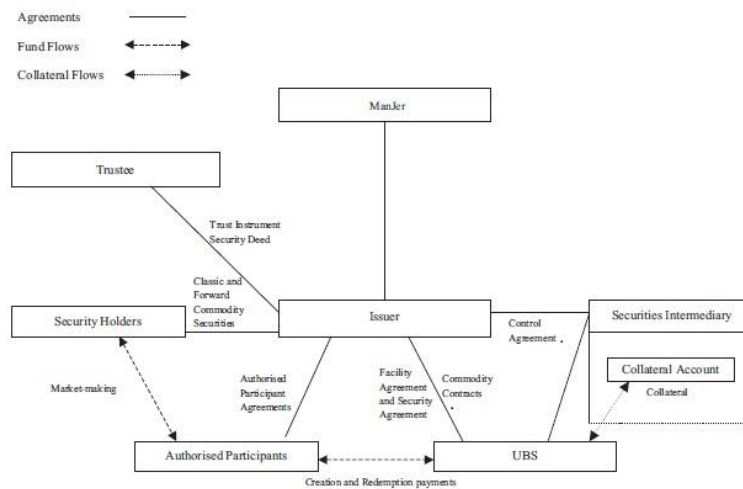 Agreements
Fund Flows
Collateral Flows
ManJer
Trustee
Trust Instrument
Security Deed
Classic and
Forward
Commodity
Securities
Security Holders
Issuer
Securities Intermediary
Control
Agreement .
Collateral Account
Collateral
Market-making
Authorised
Participant
Agreements
Facility
Agreement
and Security
Agreement
Commodity
Contracts
.
Authorised Participants
UBS
Creation and Redemption payments